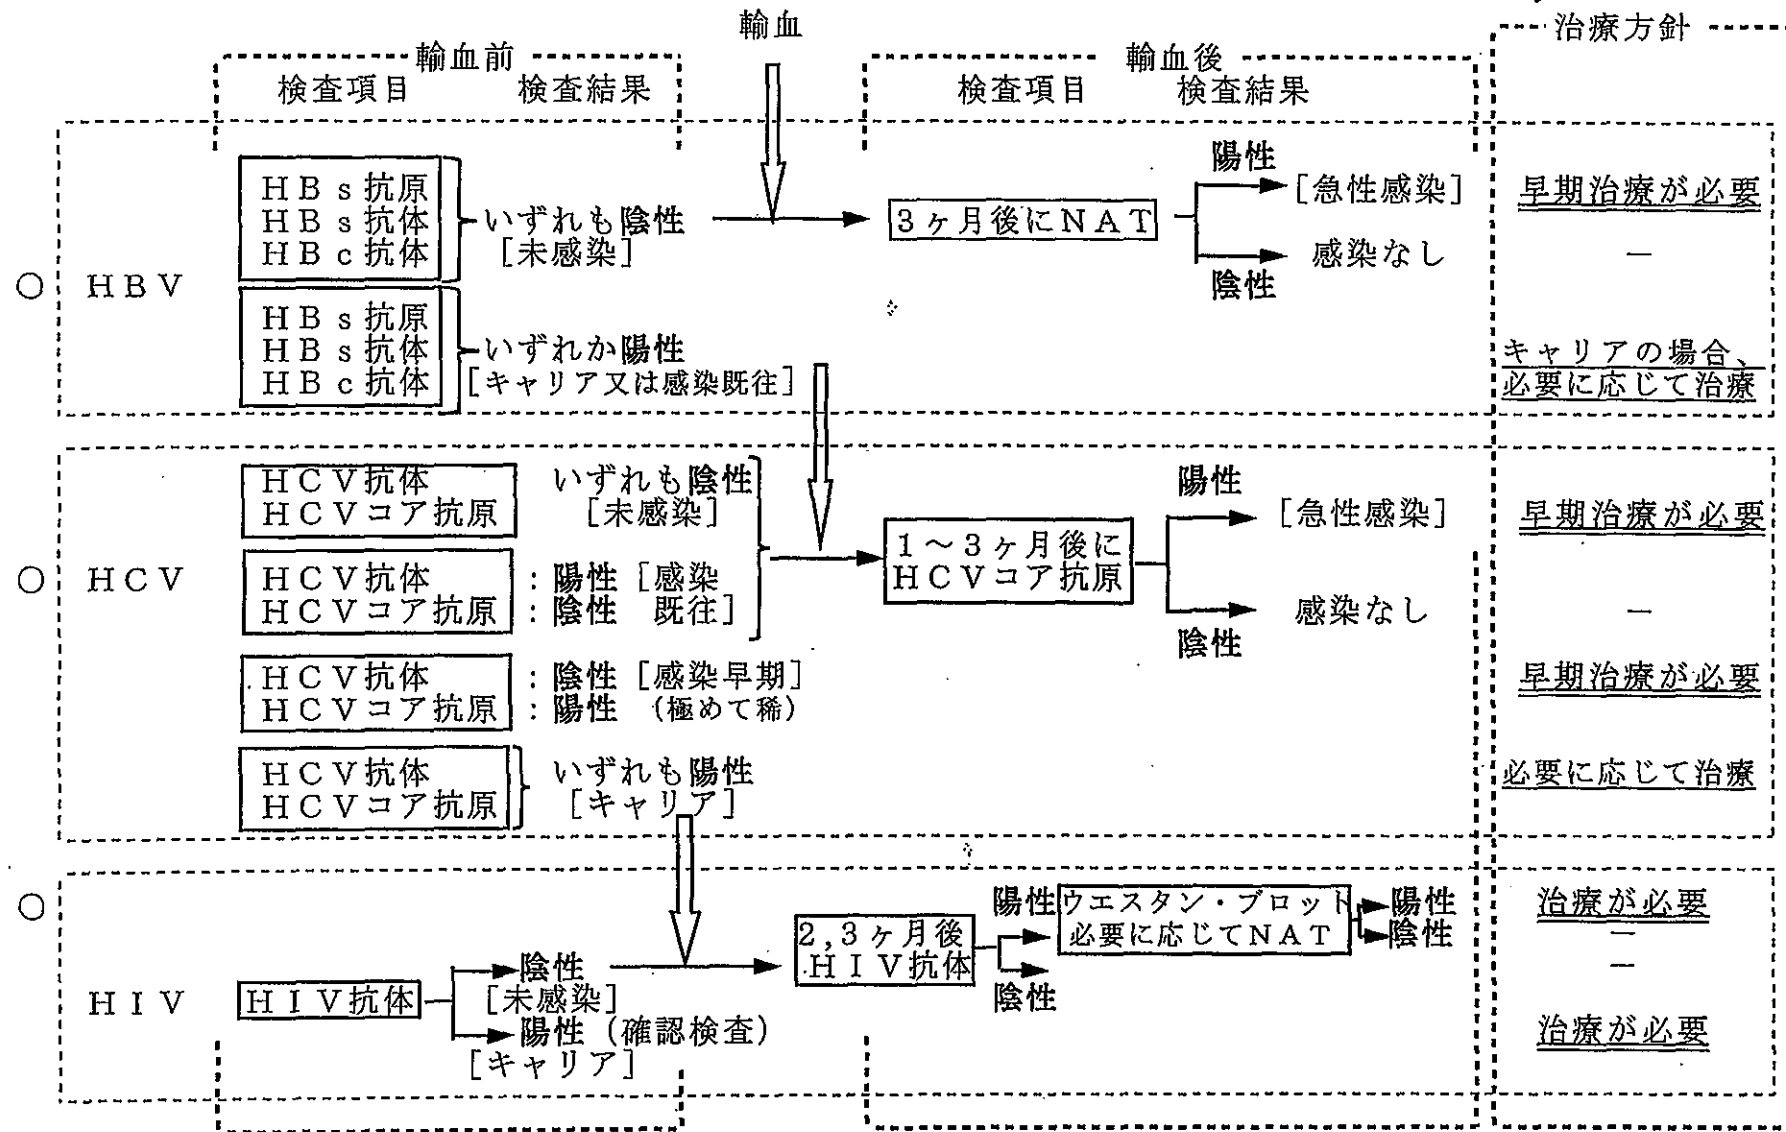 輸血
治療方針
輸血前
輸血後
検査項目 検査結果
検査項目 検査結果
○ HBV
HBs抗原
HBs抗体
HBc抗体
いずれも陰性
[未感染]
3ヶ月後にNAT
陽性
[急性感染]
早期治療が必要
感染なし
陰性
－
HBs抗原
HBs抗体
HBc抗体
いずれか陽性
[キャリア又は感染既往]
キャリアの場合、
必要に応じて治療
○ HCV
HCV抗体
HCVコア抗原
いずれも陰性
[未感染]
HCV抗体 :陽性 [感染
HCVコア抗原 :陰性 既往]
1～3ヶ月後に
HCVコア抗原
陽性
[急性感染]
早期治療が必要
感染なし
陰性
－
HCV抗体 :陰性 [感染早期]
HCVコア抗原 :陽性 (極めて稀)
早期治療が必要
HCV抗体
HCVコア抗原
いずれも陽性
[キャリア]
必要に応じて治療
○ HIV
HIV抗体
陰性
[未感染]
陽性 (確認検査)
[キャリア]
2,3ヶ月後
HIV抗体
陽性
陰性
ウエスタン・ブロット
必要に応じてNAT
陽性
陰性
治療が必要
－
－
治療が必要